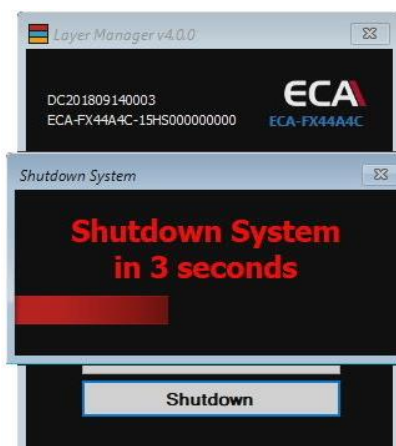 Layer Manager v4.0.0
DC201809140003
ECA-FX44A4C-15HS000000000
ECA
ECA-FX44A4C
Shutdown System
Shutdown System
in 3 seconds
Shutdown